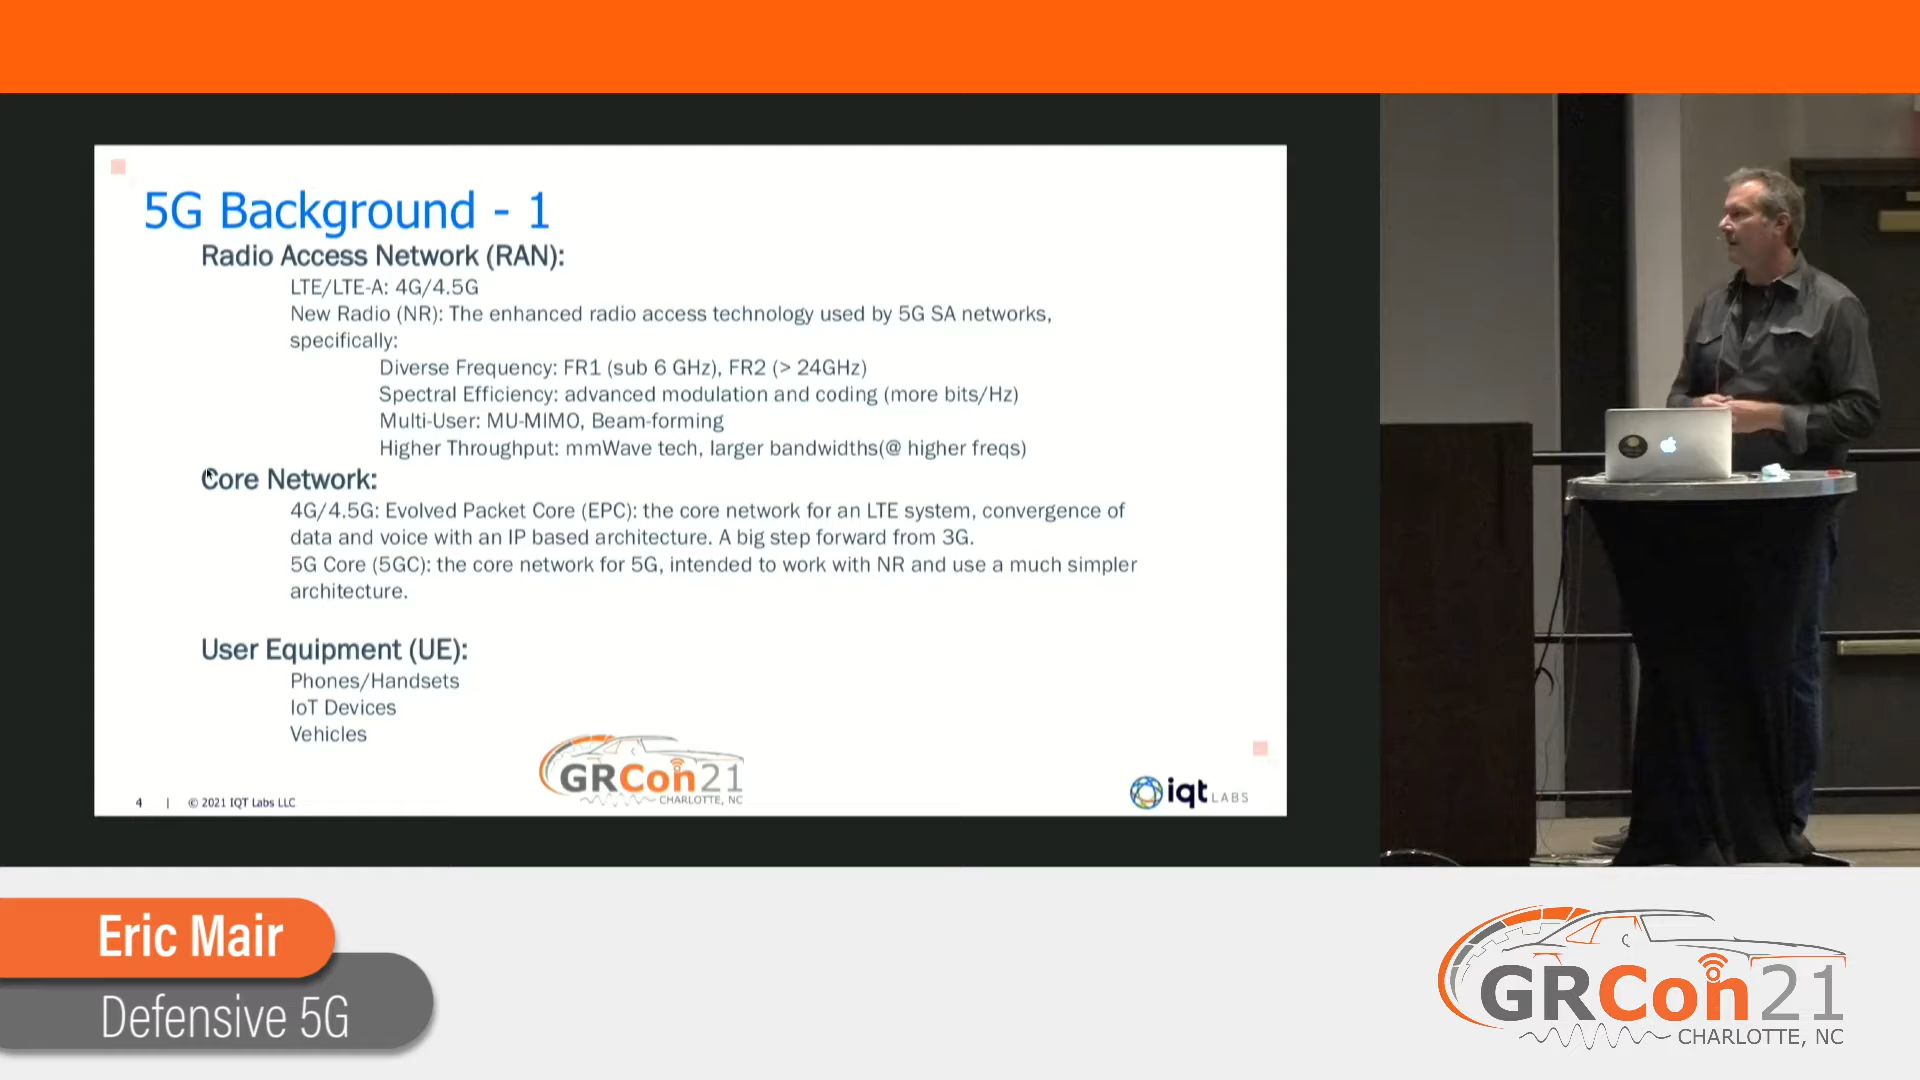 5G Background - 1
Radio Access Network (RAN):
LTE/LTE-A: 4G/4.5G
New Radio (NR): The enhanced radio access technology used by 5G SA networks,
specifically:
Diverse Frequency: FR1 (sub 6 GHz), FR2 (> 24GHz)
Spectral Efficiency: advanced modulation and coding (more bits/Hz)
Multi-User: MU-MIMO, Beam-forming
Higher Throughput: mmWave tech, larger bandwidths(@ higher freqs)
Core Network:
4G/4.5G: Evolved Packet Core (EPC): the core network for an LTE system, convergence of
data and voice with an IP based architecture. A big step forward from 3G.
5G Core (5GC): the core network for 5G, intended to work with NR and use a much simpler
architecture.
User Equipment (UE):
Phones/Handsets
IoT Devices
Vehicles
GRCon21
CHARLOTTE, NC
4 | © 2021 IQT Labs LLC
iqt LABS
Eric Mair
Defensive 5G
GRCon21
CHARLOTTE, NC